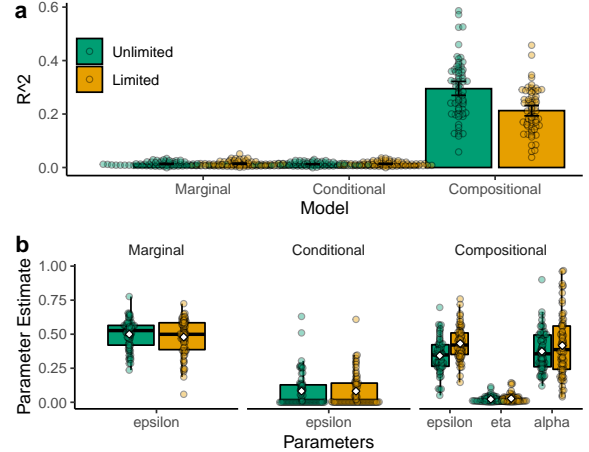 a
0.6
0.4
0.2
0.0
R^2
Unlimited
Limited
Marginal Conditional Compositional
Model
b
Marginal Conditional Compositional
1.00
0.75
0.50
0.25
0.00
Parameter Estimate
epsilon epsilon epsilon eta alpha
Parameters